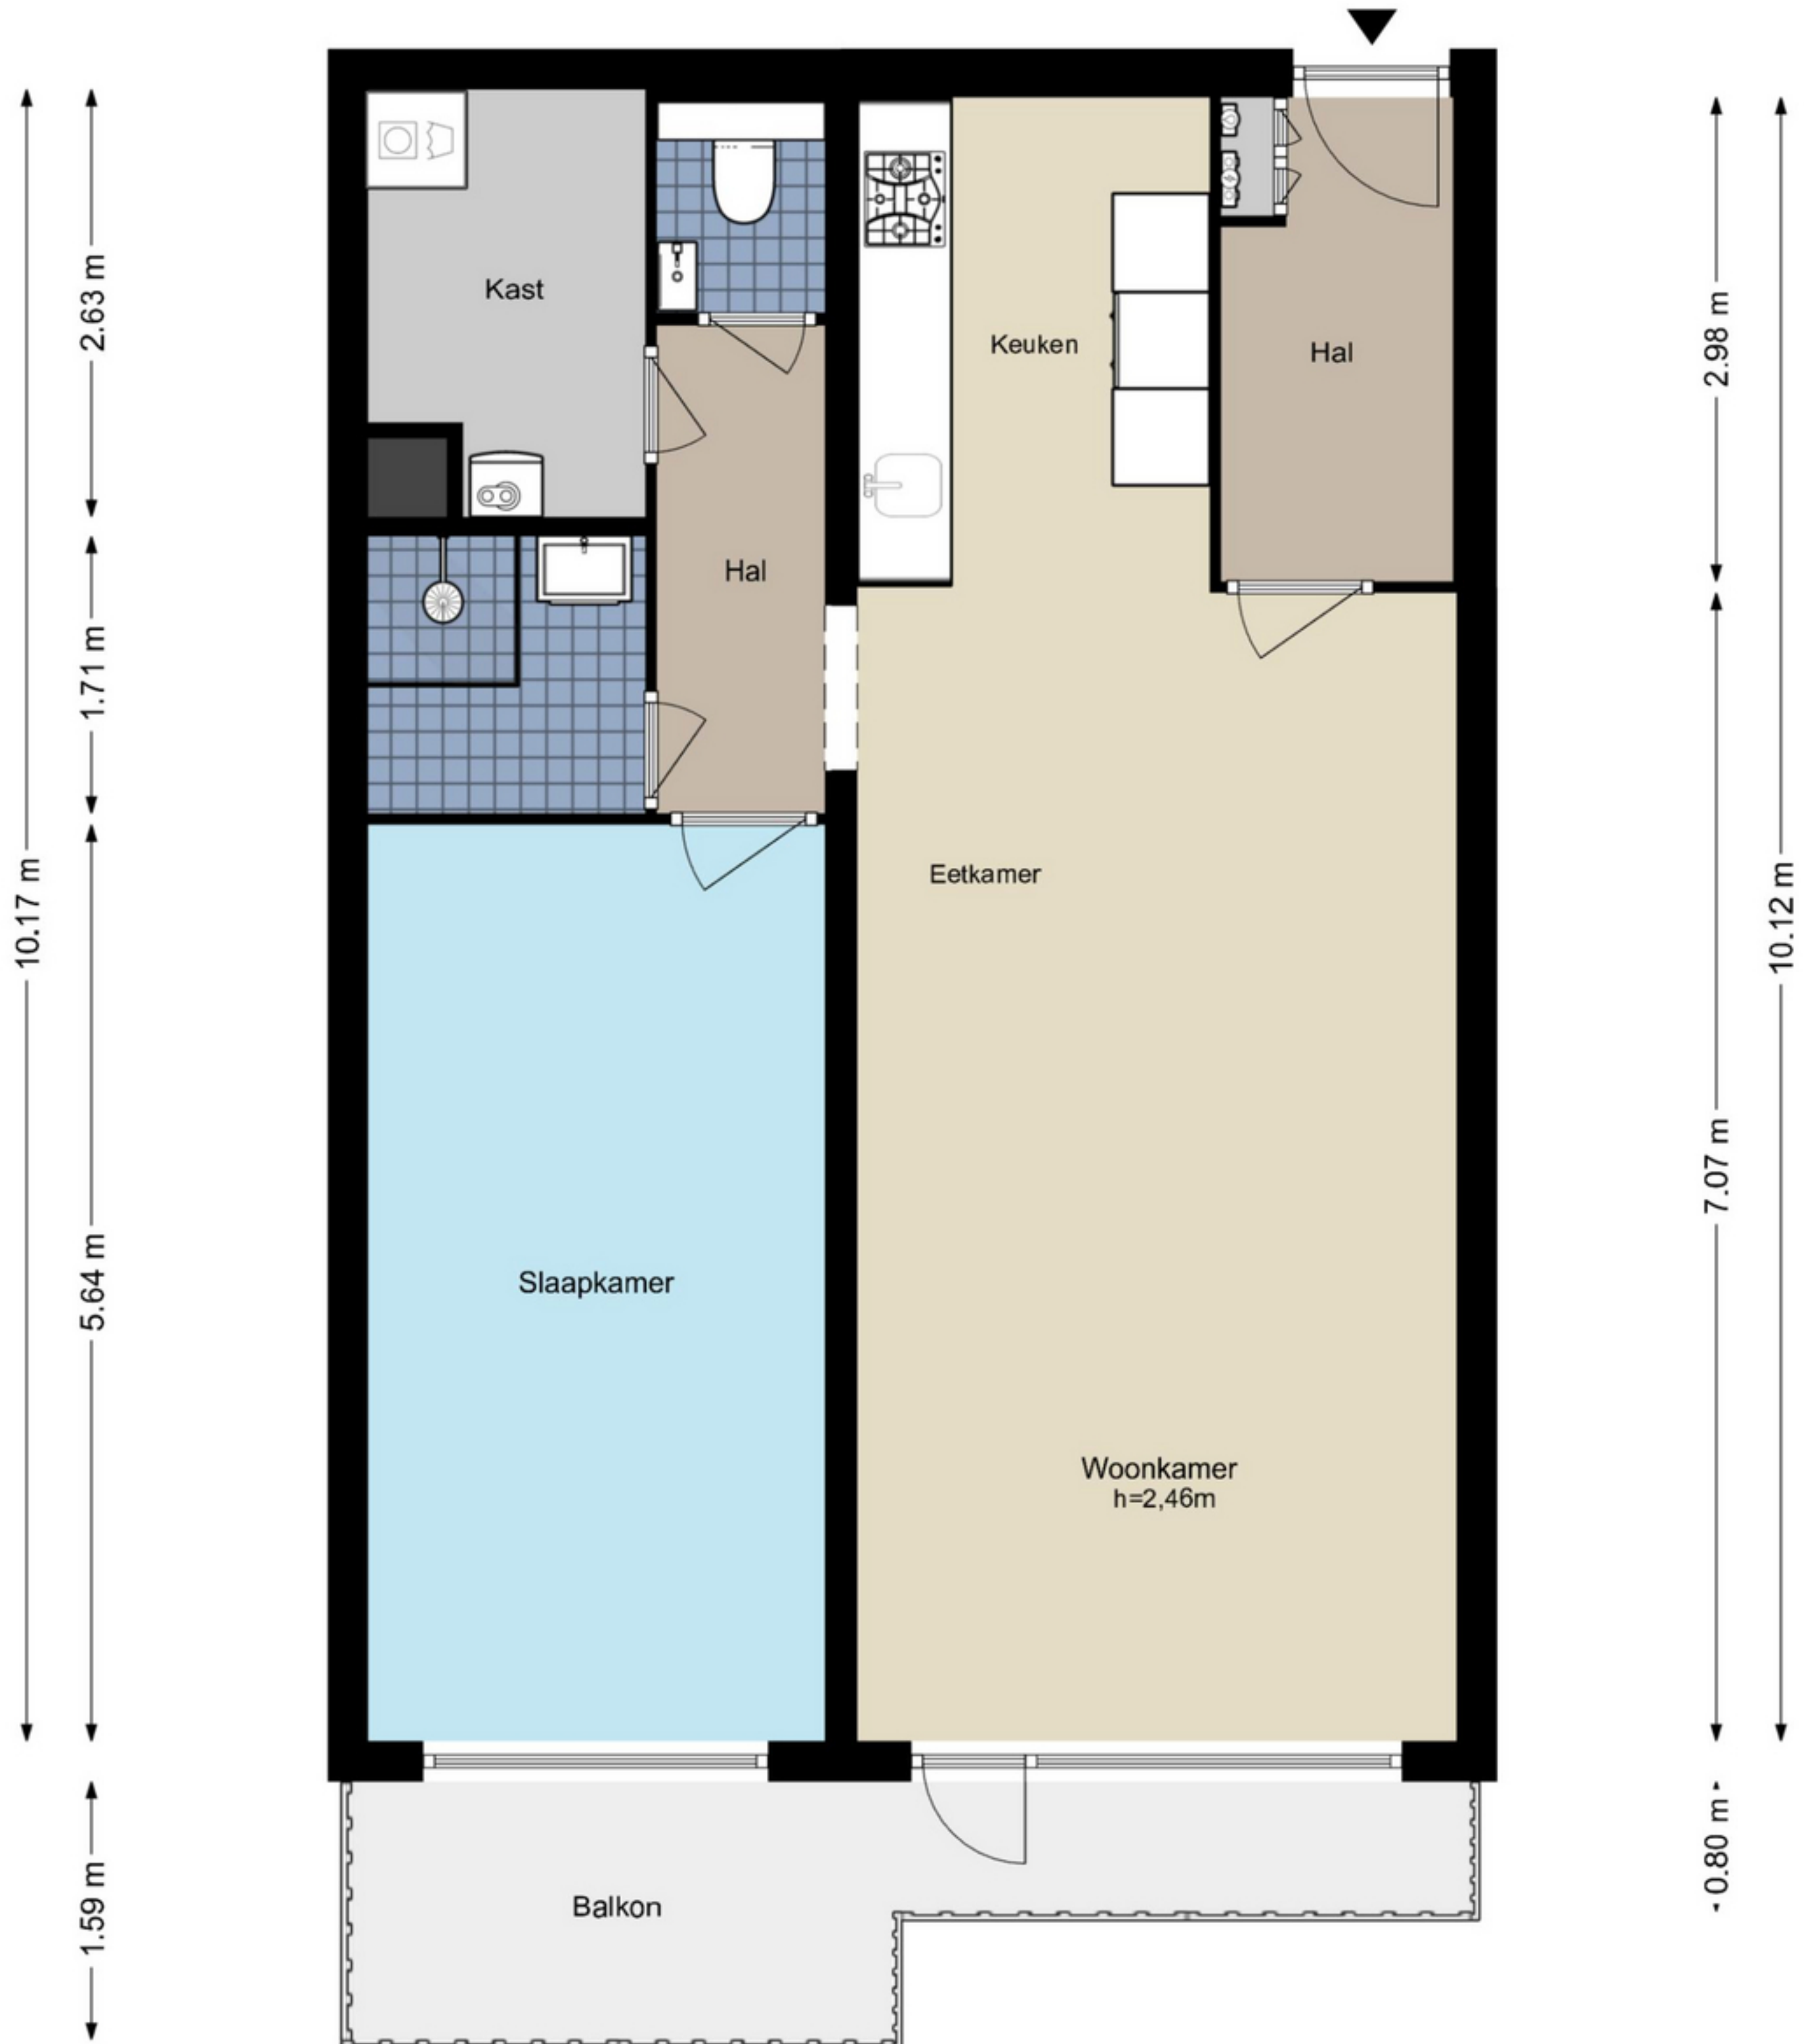 Kast
2.63 m
Keuken
Hal
2.98 m
Hal
1.71 m
Eetkamer
10.17 m
10.12 m
7.07 m
Slaapkamer
5.64 m
Woonkamer
h=2,46m
Balkon
1.59 m
0.80 m